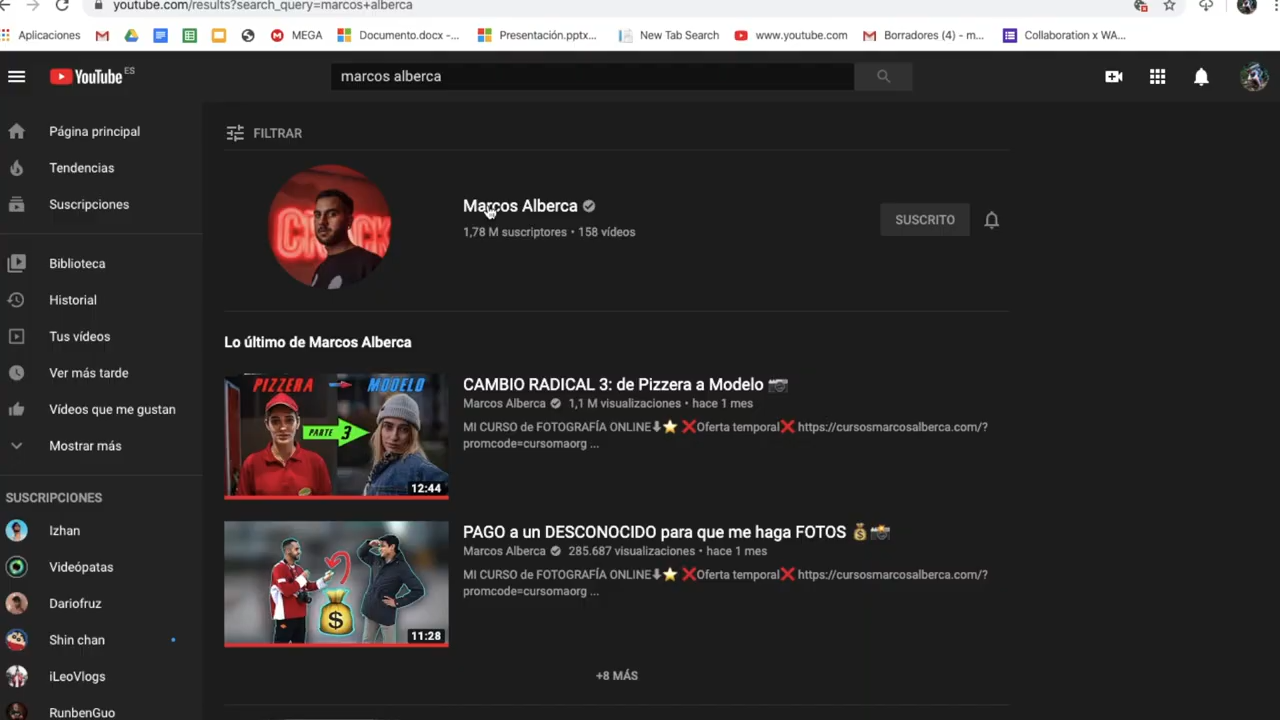 youtube.com/results?search_query=marcos+alberca
Aplicaciones
MEGA
Documento.docx -...
Presentación.pptx...
New Tab Search
www.youtube.com
Borradores (4) - m...
Collaboration x WA...
YouTube ES
marcos alberca
Página principal
Tendencias
Suscripciones
Biblioteca
Historial
Tus vídeos
Ver más tarde
Vídeos que me gustan
Mostrar más
SUSCRIPCIONES
Izhan
Videópatas
Dariofruz
Shin chan
iLeoVlogs
RunbenGuo
FILTRAR
Marcos Alberca
1,78 M suscriptores • 158 vídeos
SUSCRITO
Lo último de Marcos Alberca
PIZZERA MODELO
PARTE 3
12:44
CAMBIO RADICAL 3: de Pizzera a Modelo 📷
Marcos Alberca 1,1 M visualizaciones • hace 1 mes
MI CURSO de FOTOGRAFÍA ONLINE⬇⭐ ❌Oferta temporal❌ https://cursosmarcosalberca.com/?
promcode=cursomaorg ...
$
11:28
PAGO a un DESCONOCIDO para que me haga FOTOS 💰📸
Marcos Alberca 285.687 visualizaciones • hace 1 mes
MI CURSO de FOTOGRAFÍA ONLINE⬇⭐ ❌Oferta temporal❌ https://cursosmarcosalberca.com/?
promcode=cursomaorg ...
+8 MÁS